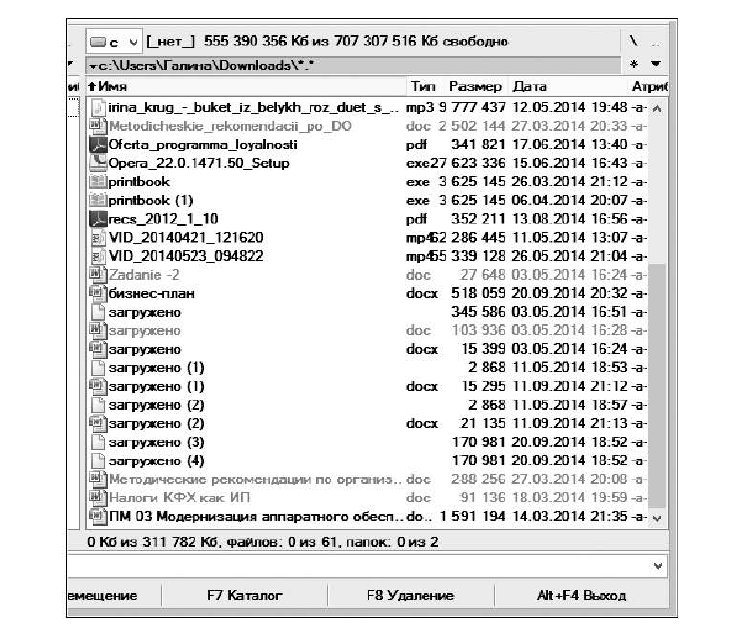 c [_нет_] 555 390 356 Кб из 707 307 516 Кб свободно \ ..
c:\Users\Галина\Downloads\*.* *
Имя Тип Размер Дата Атриб
irina_krug_-_buket_iz_belykh_roz_duet_s_.. mp3 9 777 437 12.05.2014 19:48 -a-
Metodicheskie_rekomendacii_po_DO doc 2 502 144 27.03.2014 20:33 -a-
Oferta_programma_loyalnosti pdf 341 821 17.06.2014 13:40 -a-
Opera_22.0.1471.50_Setup exe 27 623 336 15.06.2014 16:43 -a-
printbook exe 3 625 145 26.03.2014 21:12 -a-
printbook (1) exe 3 625 145 06.04.2014 20:07 -a-
recs_2012_1_10 pdf 352 211 13.08.2014 16:56 -a-
VID_20140421_121620 mp4 62 286 445 11.05.2014 13:07 -a-
VID_20140523_094822 mp4 55 339 128 26.05.2014 21:04 -a-
Zadanie -2 doc 27 648 03.05.2014 16:24 -a-
бизнес-план docx 518 059 20.09.2014 20:32 -a-
загружено 345 586 03.05.2014 16:51 -a-
загружено doc 103 936 03.05.2014 16:28 -a-
загружено docx 15 399 03.05.2014 16:24 -a-
загружено (1) 2 868 11.05.2014 18:53 -a-
загружено (1) docx 15 295 11.09.2014 21:12 -a-
загружено (2) 2 868 11.05.2014 18:57 -a-
загружено (2) docx 21 135 11.09.2014 21:13 -a-
загружено (3) 170 981 20.09.2014 18:52 -a-
загружено (4) 170 981 20.09.2014 18:52 -a-
Методические рекомендации по организ.. doc 288 256 27.03.2014 20:08 -a-
Налоги КФХ как ИП doc 91 136 18.03.2014 19:59 -a-
ПМ 03 Модернизация аппаратного обесп.. do.. 1 591 194 14.03.2014 21:35 -a-
0 Кб из 311 782 Кб, файлов: 0 из 61, папок: 0 из 2
емещение F7 Каталог F8 Удаление Alt+F4 Выход